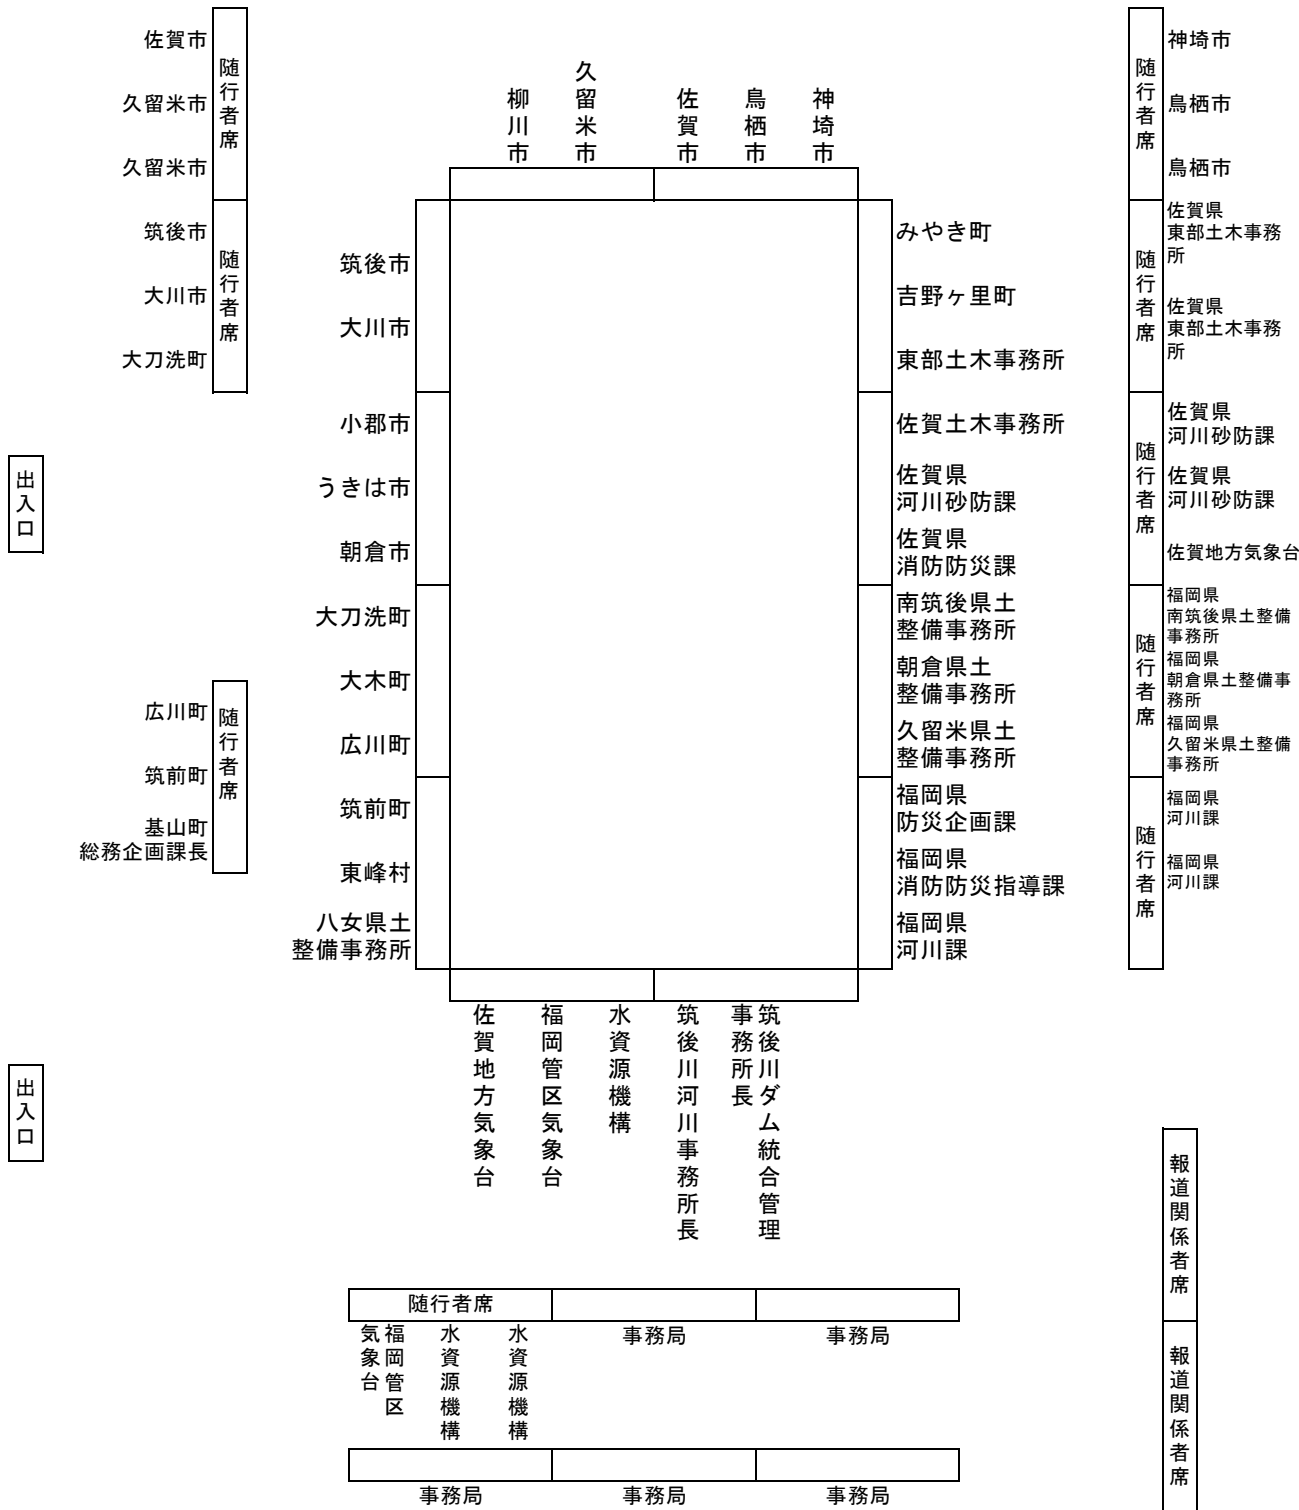 佐賀市
久留米市
久留米市
随行者席
筑後市
大川市
大刀洗町
随行者席
出入口
広川町
筑前町
基山町
総務企画課長
随行者席
出入口
柳川市
久留米市
佐賀市
鳥栖市
神埼市
筑後市
大川市
小郡市
うきは市
朝倉市
大刀洗町
大木町
広川町
筑前町
東峰村
八女県土
整備事務所
みやき町
吉野ヶ里町
東部土木事務所
佐賀土木事務所
佐賀県
河川砂防課
佐賀県
消防防災課
南筑後県土
整備事務所
朝倉県土
整備事務所
久留米県土
整備事務所
福岡県
防災企画課
福岡県
消防防災指導課
福岡県
河川課
佐賀地方気象台
福岡管区気象台
水資源機構
筑後川河川事務所長
筑後川ダム統合管理
事務所長
随行者席
神埼市
鳥栖市
鳥栖市
随行者席
佐賀県
東部土木事務
所
佐賀県
東部土木事務
所
随行者席
佐賀県
河川砂防課
佐賀県
河川砂防課
佐賀地方気象台
随行者席
福岡県
南筑後県土整備
事務所
福岡県
朝倉県土整備事
務所
福岡県
久留米県土整備
事務所
随行者席
福岡県
河川課
福岡県
河川課
報道関係者席
報道関係者席
随行者席
福岡管区
気象台
水資源機構
水資源機構
事務局
事務局
事務局
事務局
事務局